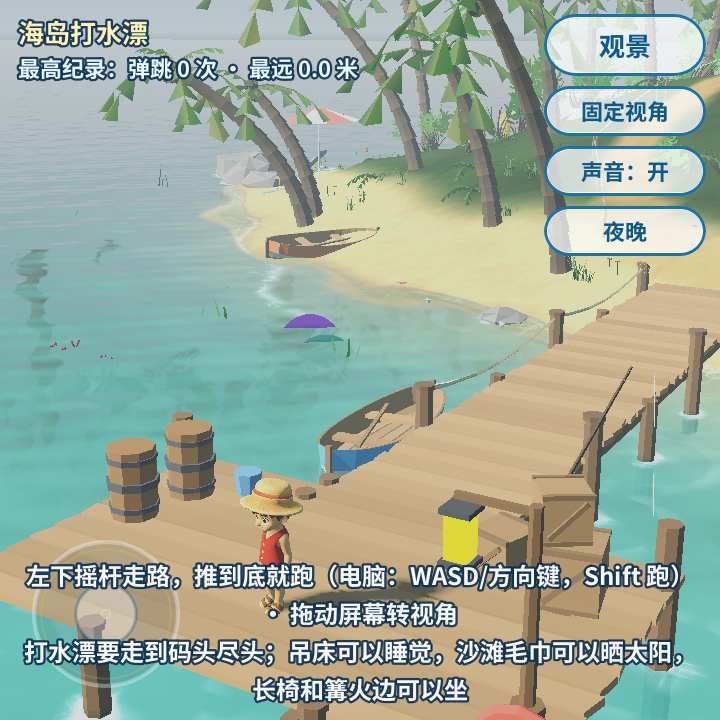 海岛打水漂
最高纪录：弹跳 0 次 · 最远 0.0 米
观景
固定视角
声音：开
夜晚
左下摇杆走路，推到底就跑（电脑：WASD/方向键，Shift 跑）
• 拖动屏幕转视角
打水漂要走到码头尽头；吊床可以睡觉，沙滩毛巾可以晒太阳，
长椅和篝火边可以坐